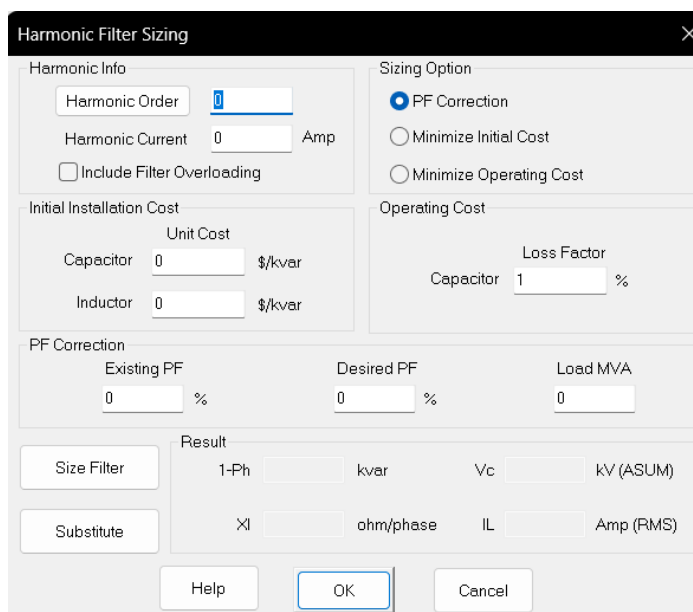 Harmonic Filter Sizing
Harmonic Info
Harmonic Order 0
Harmonic Current 0 Amp
Include Filter Overloading
Sizing Option
PF Correction
Minimize Initial Cost
Minimize Operating Cost
Initial Installation Cost
Unit Cost
Capacitor 0 $/kvar
Inductor 0 $/kvar
Operating Cost
Loss Factor
Capacitor 1 %
PF Correction
Existing PF Desired PF Load MVA
0 % 0 % 0
Size Filter
Substitute
Result
1-Ph kvar Vc kV (ASUM)
Xl ohm/phase IL Amp (RMS)
Help OK Cancel